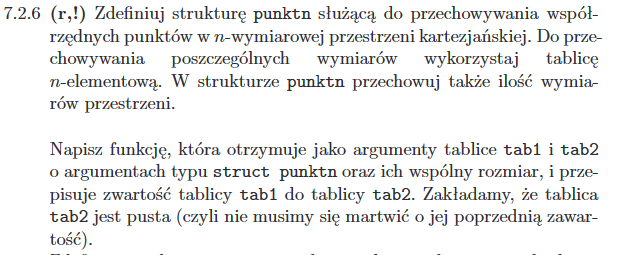 7.2.6 (r,!) Zdefiniuj strukturę punktn służącą do przechowywania współ-
rzędnych punktów w n-wymiarowej przestrzeni kartezjańskiej. Do prze-
chowywania poszczególnych wymiarów wykorzystaj tablicę
n-elementową. W strukturze punktn przechowuj także ilość wymia-
rów przestrzeni.
Napisz funkcję, która otrzymuje jako argumenty tablice tab1 i tab2
o argumentach typu struct punktn oraz ich wspólny rozmiar, i prze-
pisuje zwartość tablicy tab1 do tablicy tab2. Zakładamy, że tablica
tab2 jest pusta (czyli nie musimy się martwić o jej poprzednią zawar-
tość).